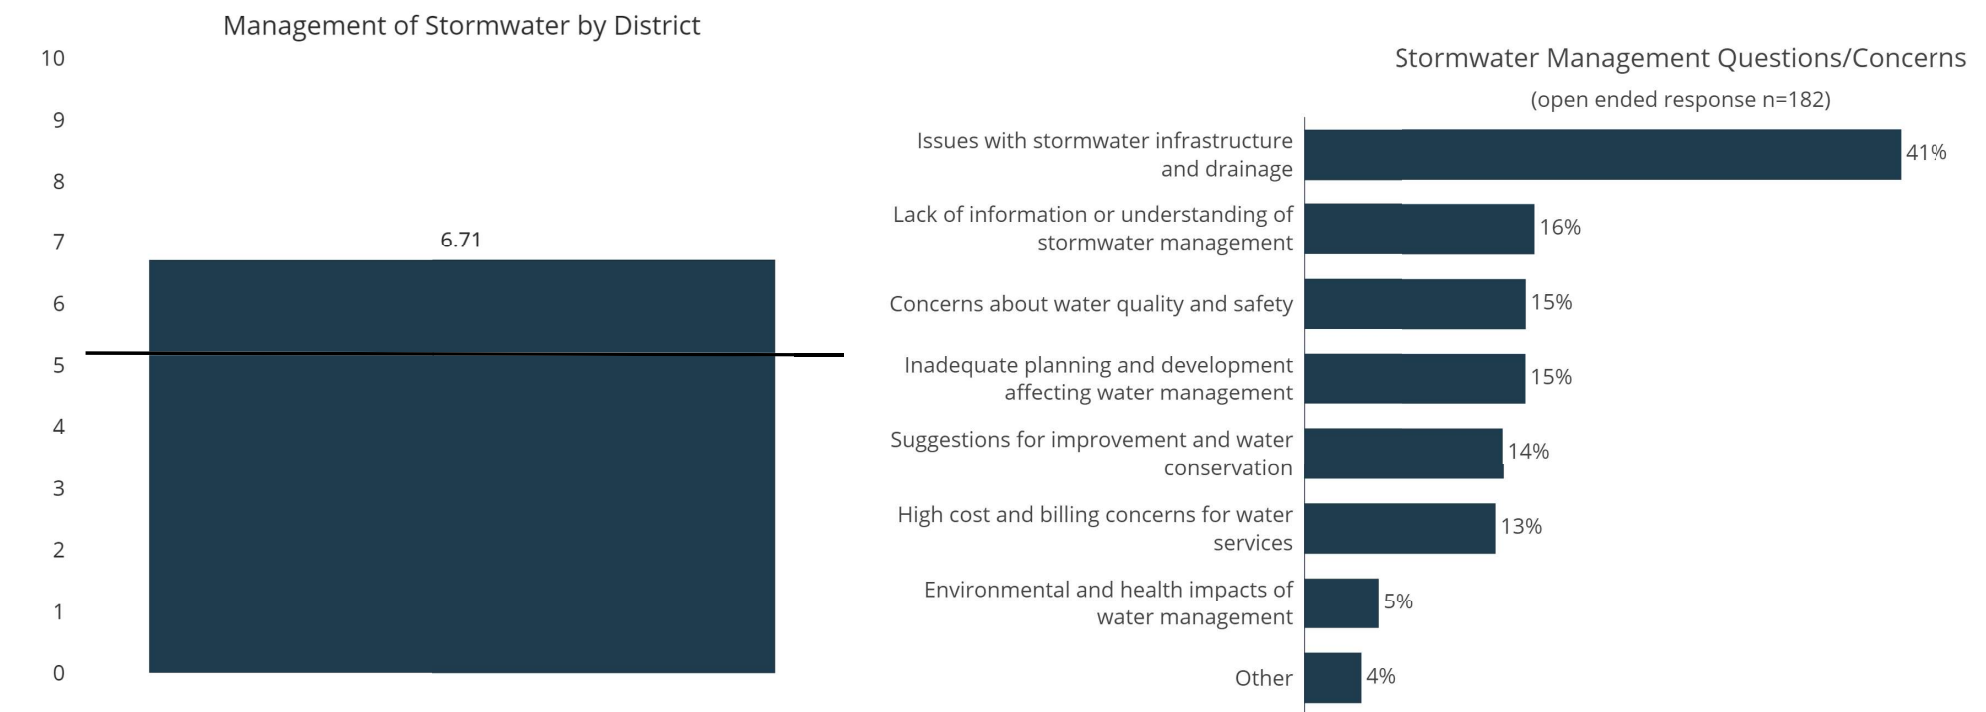 Management of Stormwater by District
10
9
8
7
6
5
4
3
2
1
0
6.71
Stormwater Management Questions/Concerns
(open ended response n=182)
Issues with stormwater infrastructure
and drainage
41%
Lack of information or understanding of
stormwater management
16%
Concerns about water quality and safety
15%
Inadequate planning and development
affecting water management
15%
Suggestions for improvement and water
conservation
14%
High cost and billing concerns for water
services
13%
Environmental and health impacts of
water management
5%
Other
4%